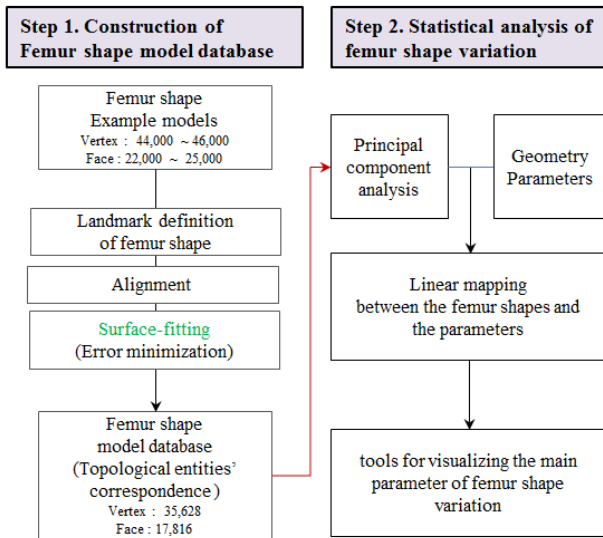 Step 1. Construction of
Femur shape model database
Femur shape
Example models
Vertex : 44,000 ~ 46,000
Face : 22,000 ~ 25,000
Landmark definition
of femur shape
Alignment
Surface-fitting
(Error minimization)
Femur shape
model database
(Topological entities’
correspondence)
Vertex : 35,628
Face : 17,816
Step 2. Statistical analysis of
femur shape variation
Principal
component
analysis
Geometry
Parameters
Linear mapping
between the femur shapes and
the parameters
tools for visualizing the main
parameter of femur shape
variation